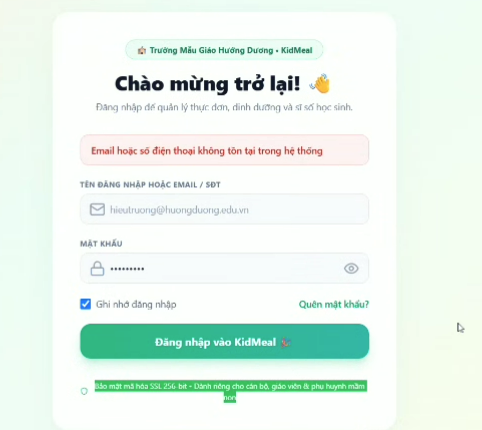 Trường Mẫu Giáo Hướng Dương • KidMeal
Chào mừng trở lại!
Đăng nhập để quản lý thực đơn, dinh dưỡng và sĩ số học sinh.
Email hoặc số điện thoại không tồn tại trong hệ thống
TÊN ĐĂNG NHẬP HOẶC EMAIL / SĐT
hieutruong@huongduong.edu.vn
MẬT KHẨU
•••••••••
Ghi nhớ đăng nhập
Quên mật khẩu?
Đăng nhập vào KidMeal
Bảo mật mã hóa SSL 256-bit • Dành riêng cho cán bộ, giáo viên & phụ huynh mầm
non